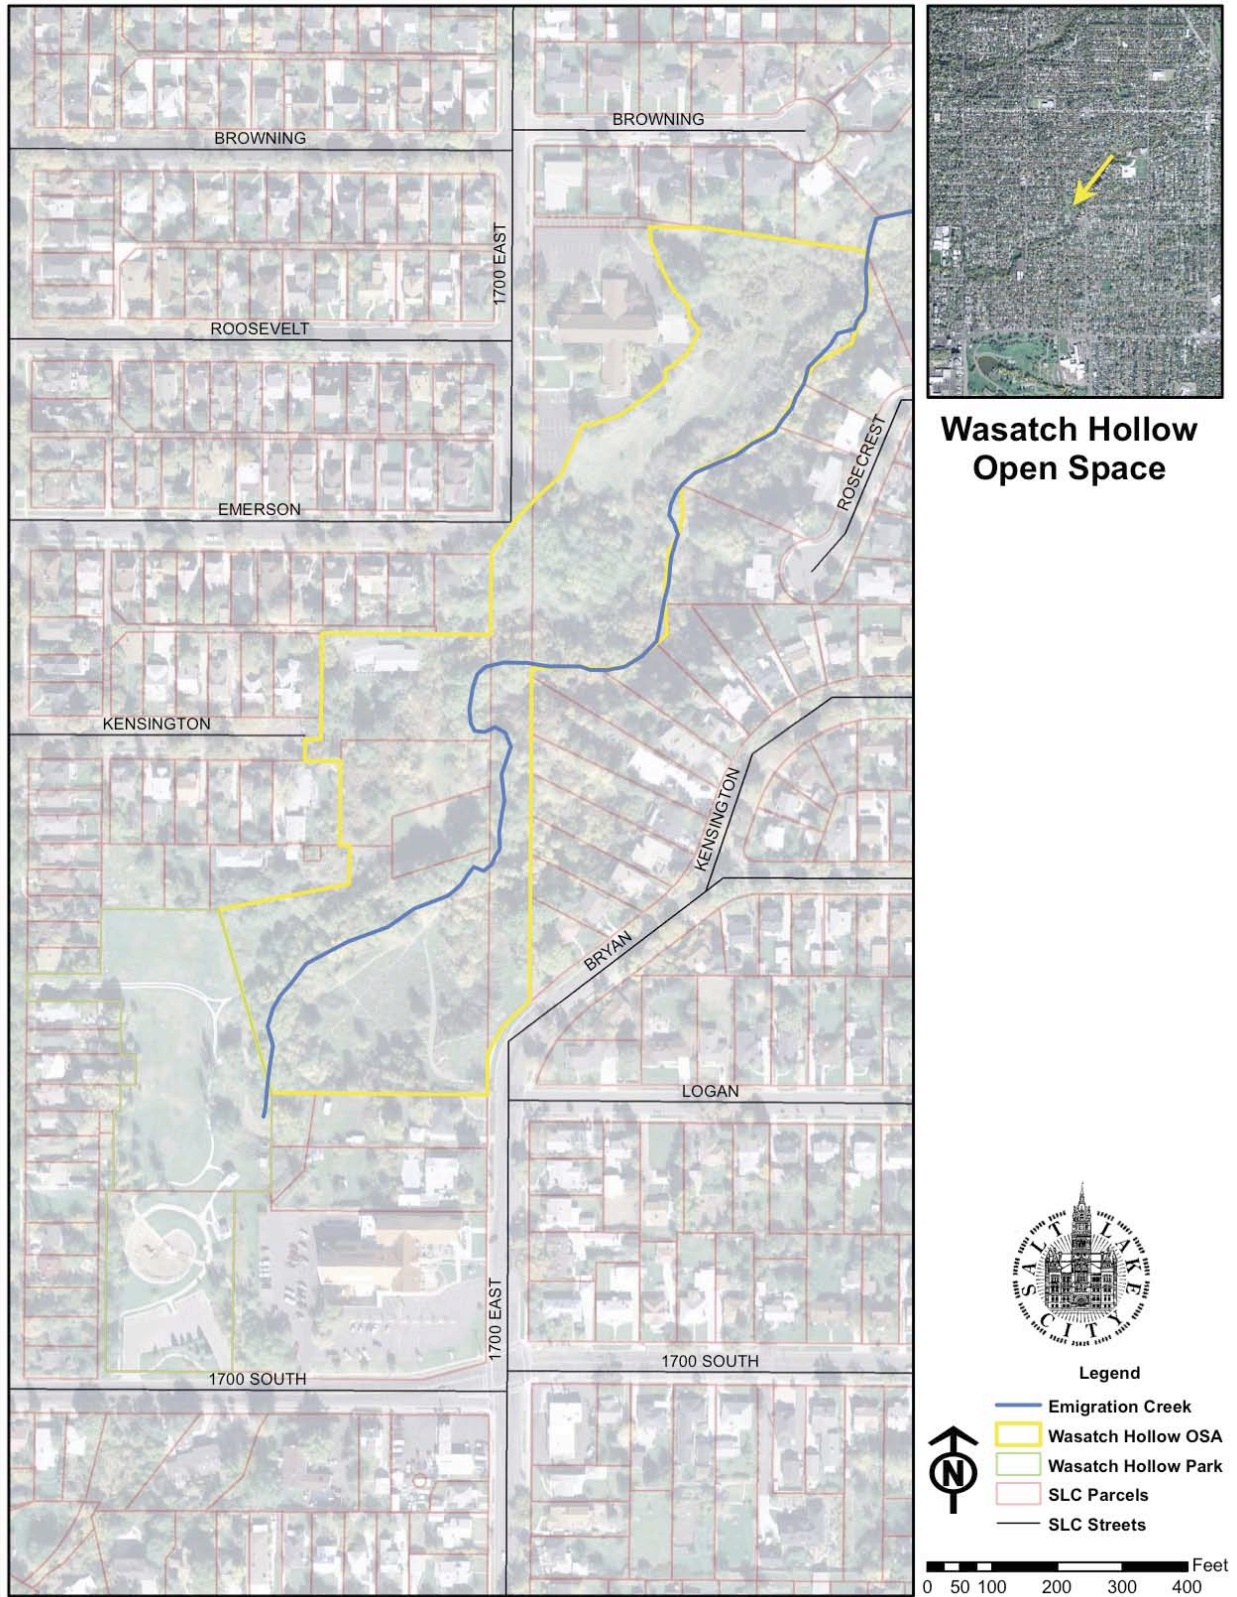 BROWNING
BROWNING
1700 EAST
ROOSEVELT
ROSECREST
EMERSON
KENSINGTON
KENSINGTON
BRYAN
LOGAN
1700 EAST
1700 SOUTH
1700 SOUTH
Wasatch Hollow
Open Space
SALT LAKE
CITY
Legend
Emigration Creek
Wasatch Hollow OSA
Wasatch Hollow Park
SLC Parcels
SLC Streets
N
Feet
0 50 100 200 300 400